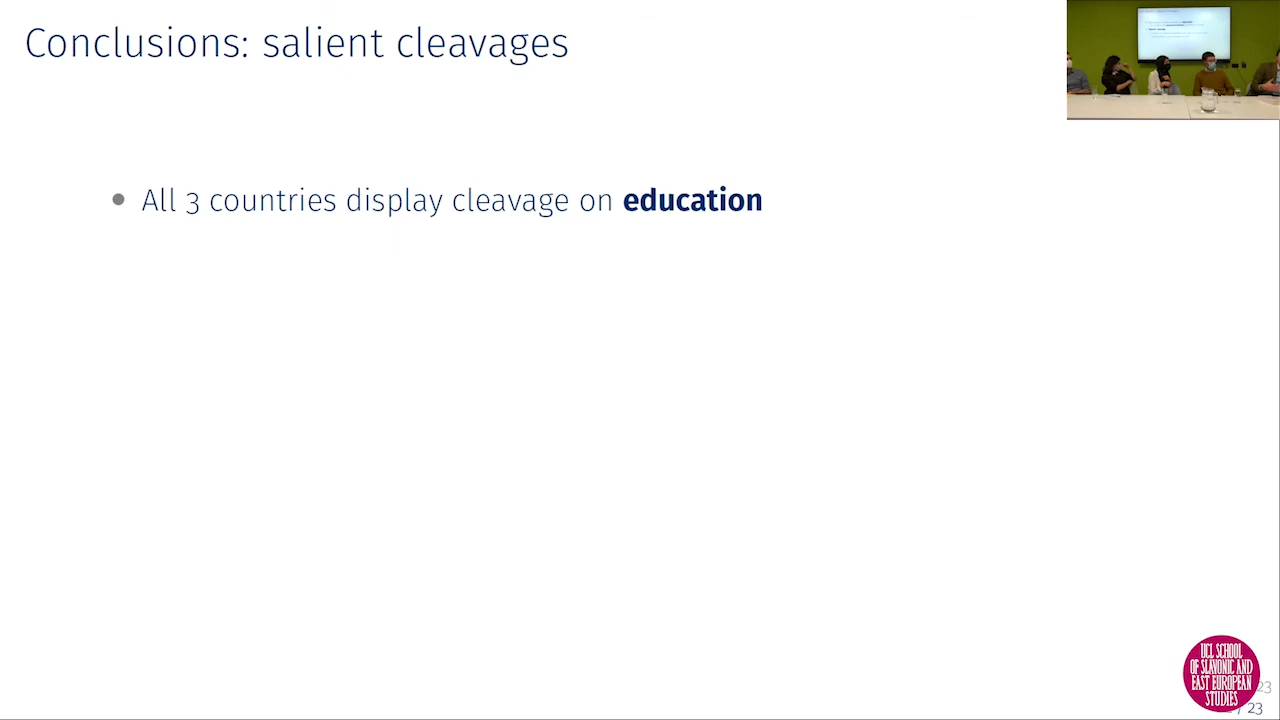 Conclusions: salient cleavages
• All 3 countries display cleavage on education
UCL SCHOOL
OF SLAVONIC AND
EAST EUROPEAN
STUDIES
23
/ 23